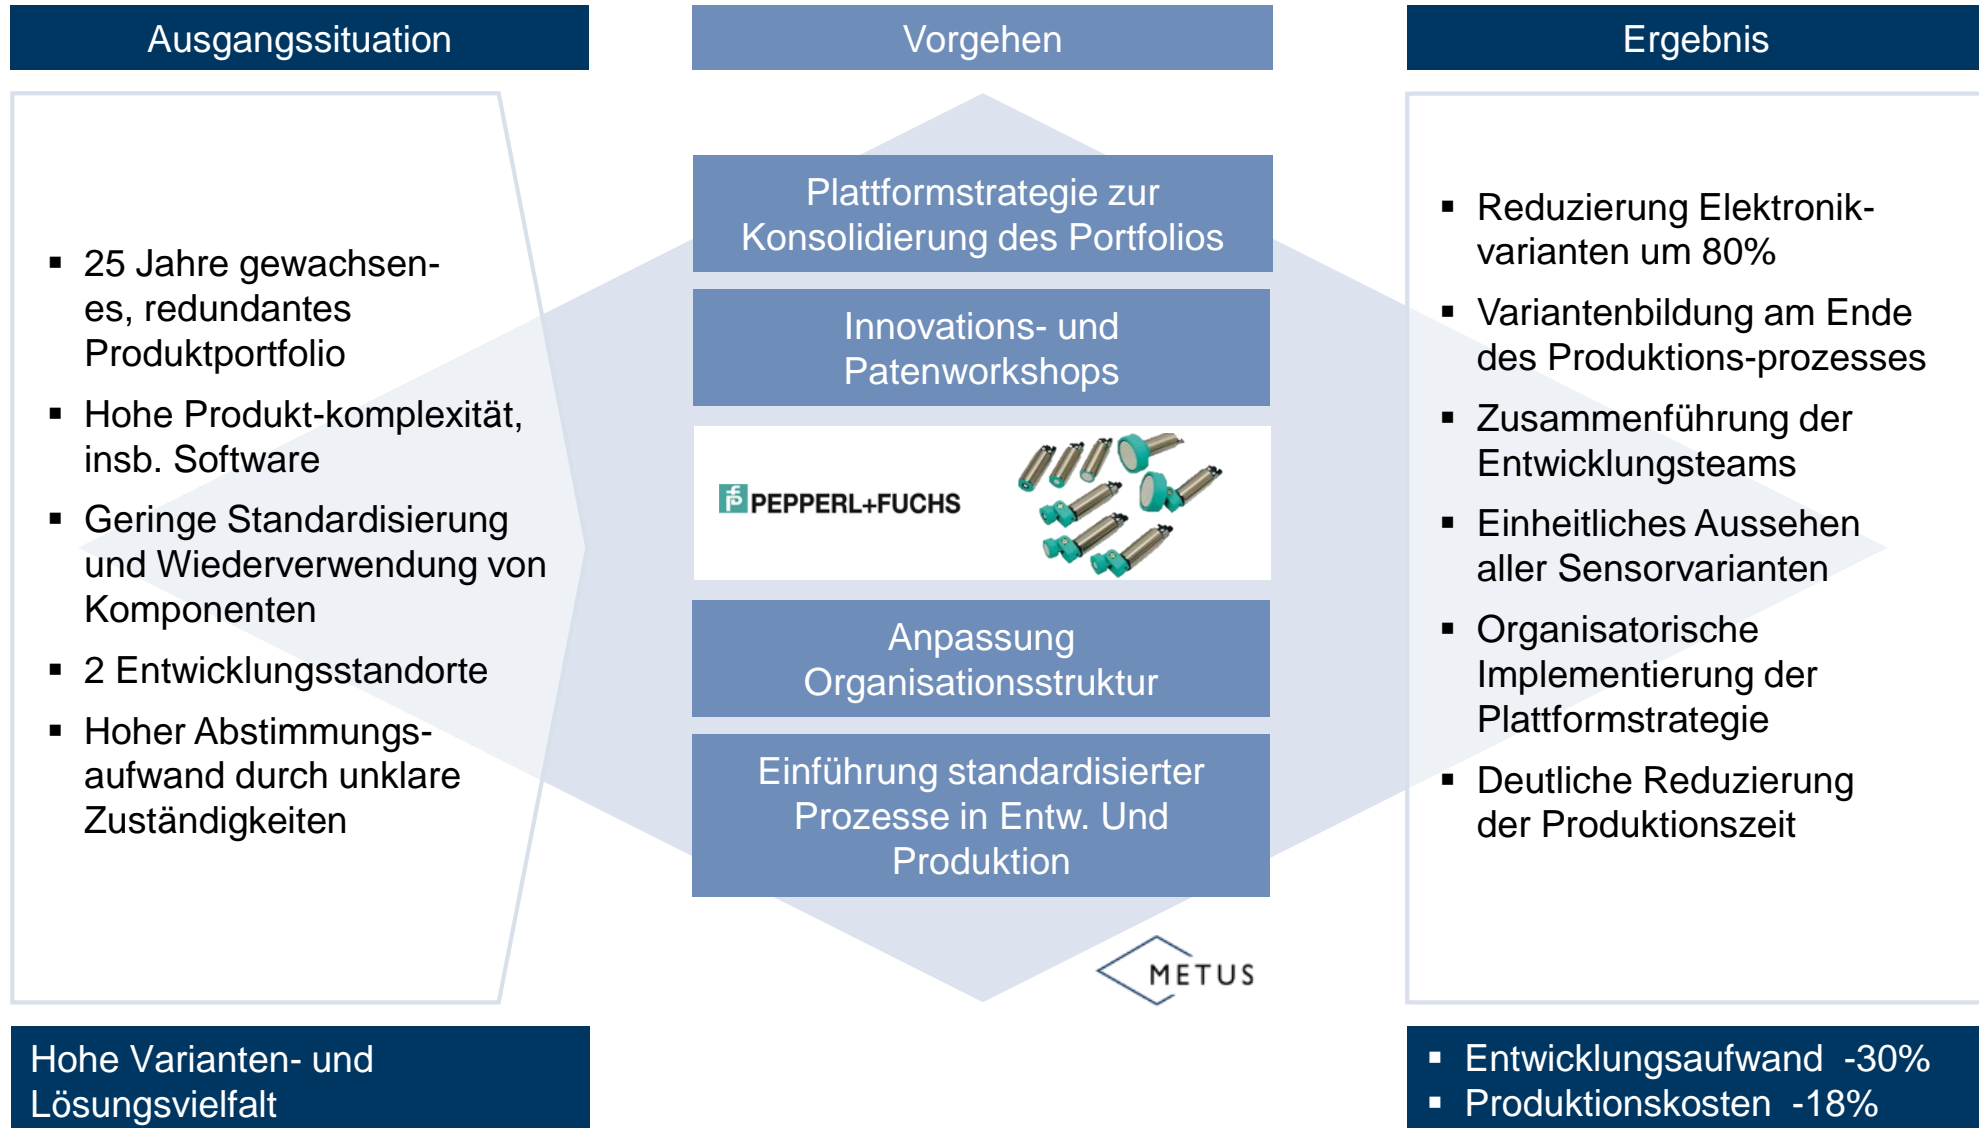 Ausgangssituation
25 Jahre gewachsen-
es, redundantes
Produktportfolio
Hohe Produkt-komplexität,
insb. Software
Geringe Standardisierung
und Wiederverwendung von
Komponenten
2 Entwicklungsstandorte
Hoher Abstimmungs-
aufwand durch unklare
Zuständigkeiten
Hohe Varianten- und
Lösungsvielfalt
Vorgehen
Plattformstrategie zur
Konsolidierung des Portfolios
Innovations- und
Patenworkshops
PEPPERL+FUCHS
Anpassung
Organisationsstruktur
Einführung standardisierter
Prozesse in Entw. Und
Produktion
METUS
Ergebnis
Reduzierung Elektronik-
varianten um 80%
Variantenbildung am Ende
des Produktions-prozesses
Zusammenführung der
Entwicklungsteams
Einheitliches Aussehen
aller Sensorvarianten
Organisatorische
Implementierung der
Plattformstrategie
Deutliche Reduzierung
der Produktionszeit
Entwicklungsaufwand -30%
Produktionskosten -18%